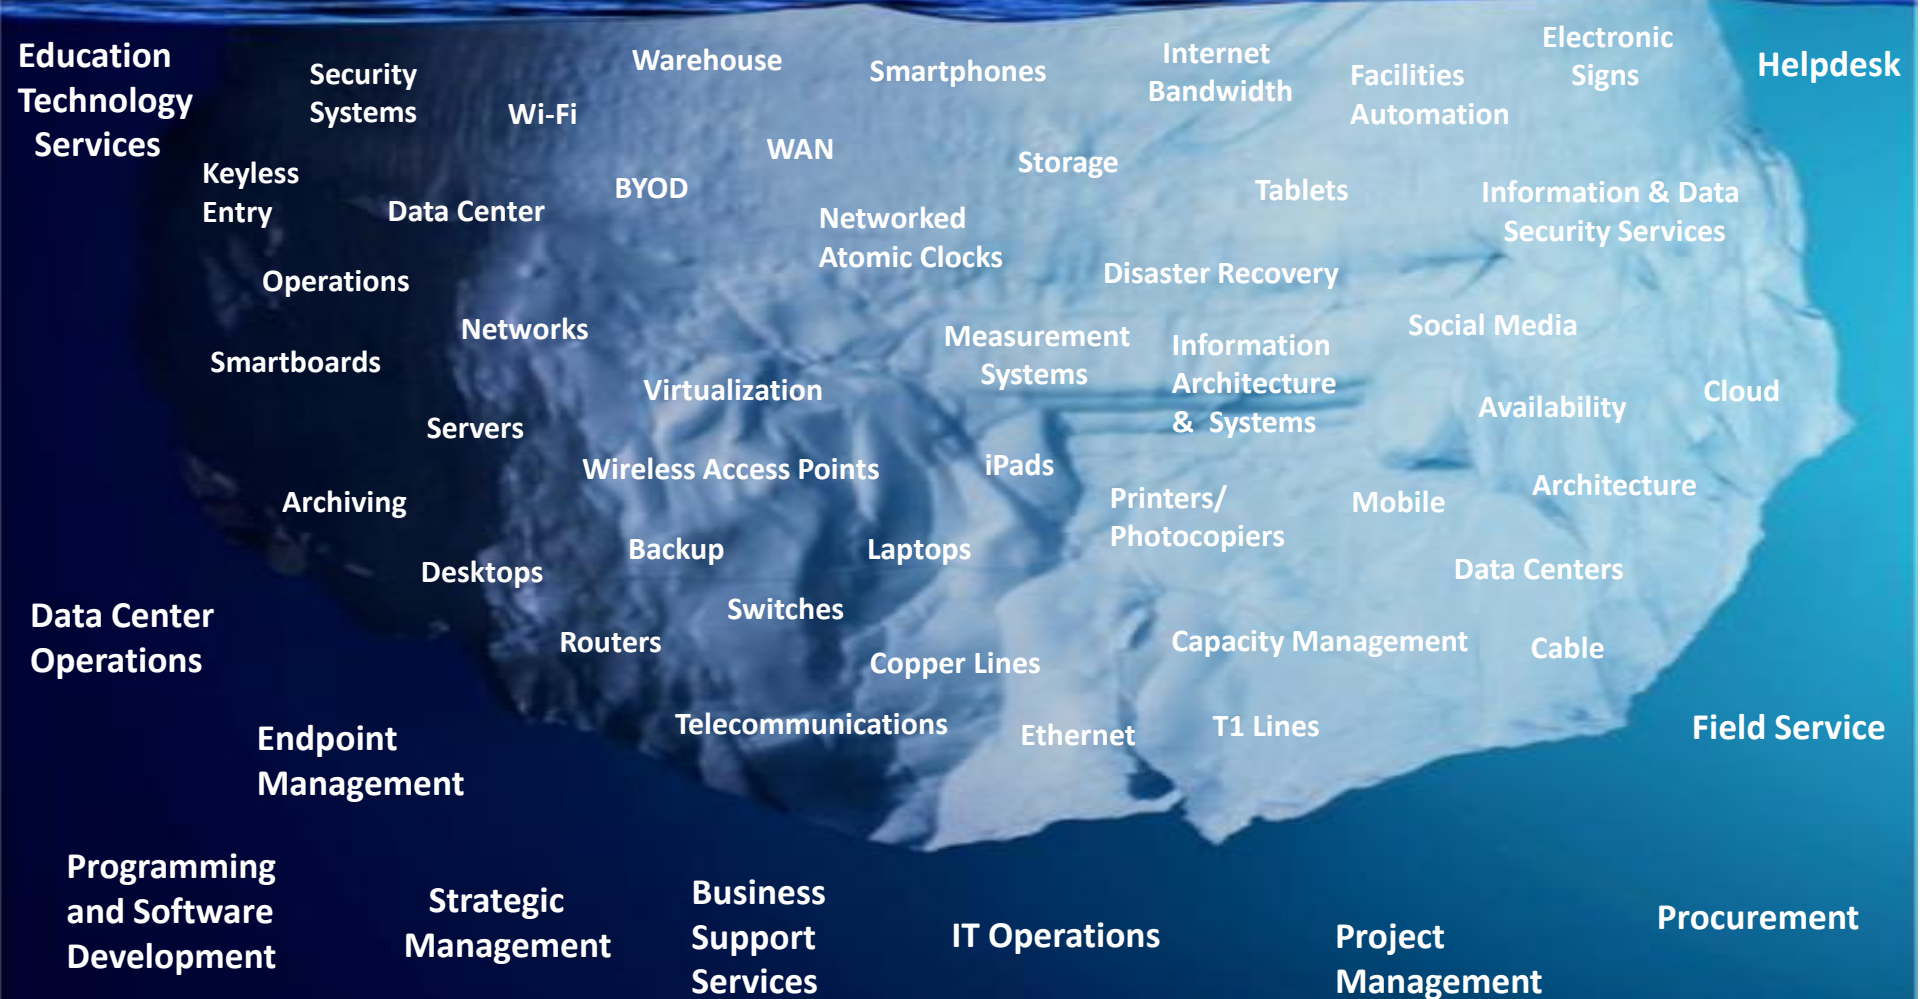 Education
Technology
Services
Security
Systems
Wi-Fi
Warehouse
Smartphones
Internet
Bandwidth
Facilities
Automation
Electronic
Signs
Helpdesk
Keyless
Entry
Data Center
BYOD
WAN
Networked
Atomic Clocks
Storage
Tablets
Information & Data
Security Services
Operations
Disaster Recovery
Networks
Smartboards
Measurement
Systems
Information
Architecture
& Systems
Social Media
Virtualization
Availability
Cloud
Servers
Wireless Access Points
iPads
Archiving
Printers/
Photocopiers
Mobile
Architecture
Backup
Laptops
Desktops
Data Centers
Data Center
Operations
Switches
Routers
Copper Lines
Capacity Management
Cable
Telecommunications
Ethernet
T1 Lines
Field Service
Endpoint
Management
Programming
and Software
Development
Strategic
Management
Business
Support
Services
IT Operations
Project
Management
Procurement